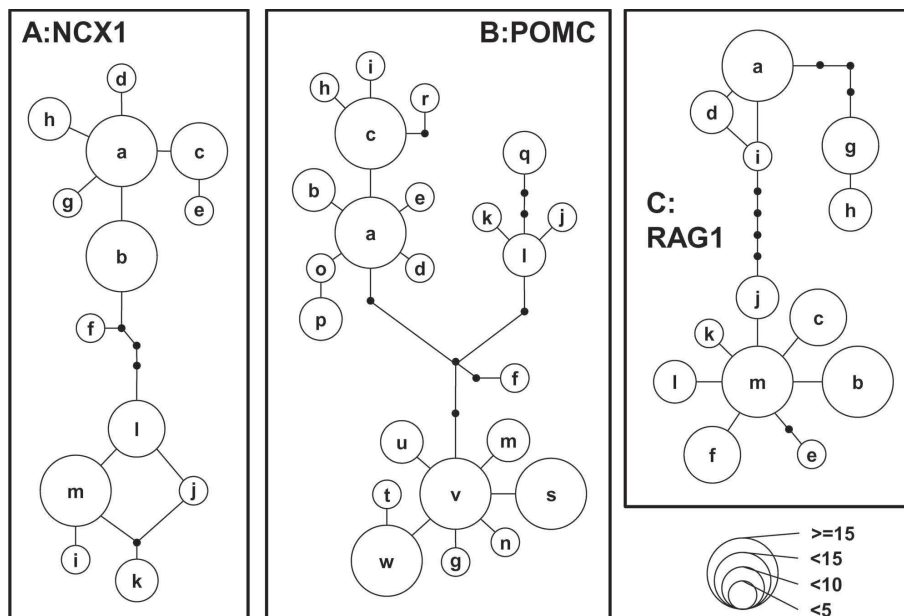 A:NCX1
d
h
a
c
g
e
b
f
l
m
j
i
k
B:POMC
i
h
r
c
q
b
e
k
j
a
l
o
d
p
f
u
m
t
v
s
w
n
g
a
d
i
g
h
C:
RAG1
j
k
c
l
m
b
f
e
>=15
<15
<10
<5